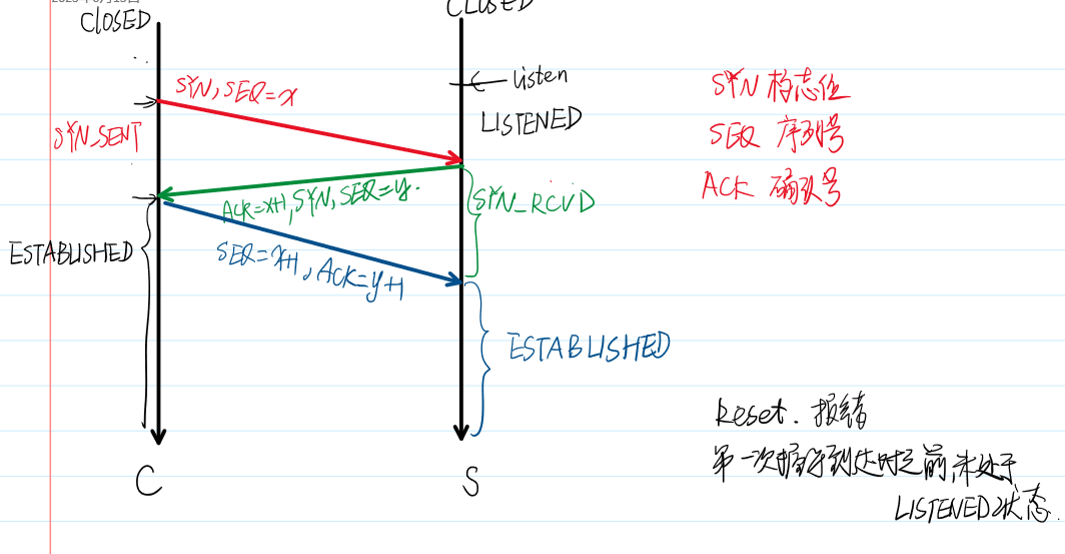 CLOSED
CLOSED
listen
LISTENED
SYN, SEQ=x
SYN_SENT
ACK=x+1, SYN, SEQ=y.
SYN_RCVD
SEQ=x+1, ACK=y+1
ESTABLISHED
ESTABLISHED
C
S
SYN 标志位
SEQ 序列号
ACK 确认号
Reset. 报错
第一次握手到达时之前,未处于
LISTENED状态.